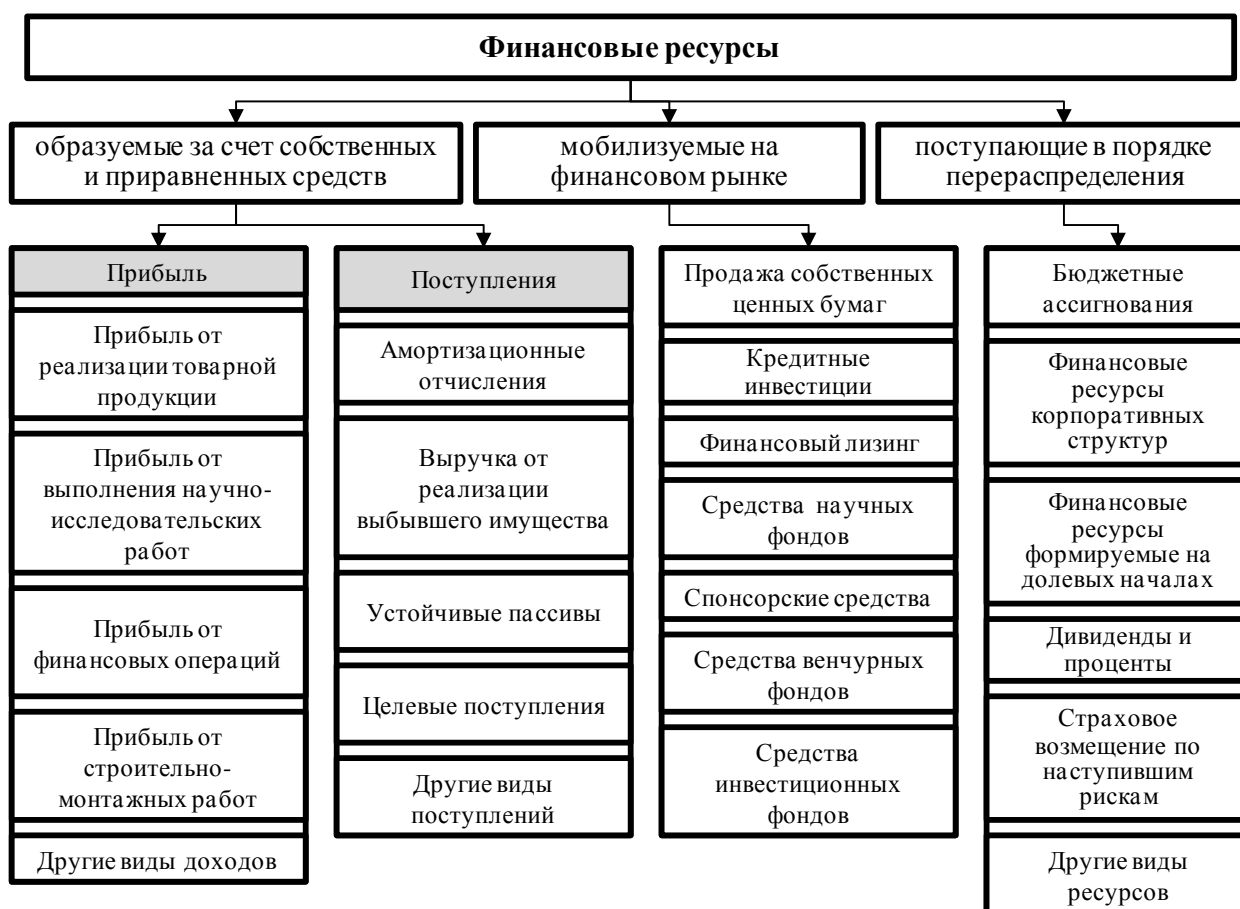 Финансовые ресурсы
образуемые за счет собственных
и приравненных средств
мобилизуемые на
финансовом рынке
поступающие в порядке
перераспределения
Прибыль
Прибыль от
реализации товарной
продукции
Прибыль от
выполнения научно-
исследовательских
работ
Прибыль от
финансовых операций
Прибыль от
строительно-
монтажных работ
Другие виды доходов
Поступления
Амортизационные
отчисления
Выручка от
реализации
выбывшего имущества
Устойчивые пассивы
Целевые поступления
Другие виды
поступлений
Продажа собственных
ценных бумаг
Кредитные
инвестиции
Финансовый лизинг
Средства научных
фондов
Спонсорские средства
Средства венчурных
фондов
Средства
инвестиционных
фондов
Бюджетные
ассигнования
Финансовые
ресурсы
корпоративных
структур
Финансовые
ресурсы
формируемые на
долевых началах
Дивиденды и
проценты
Страховое
возмещение по
наступившим
рискам
Другие виды
ресурсов